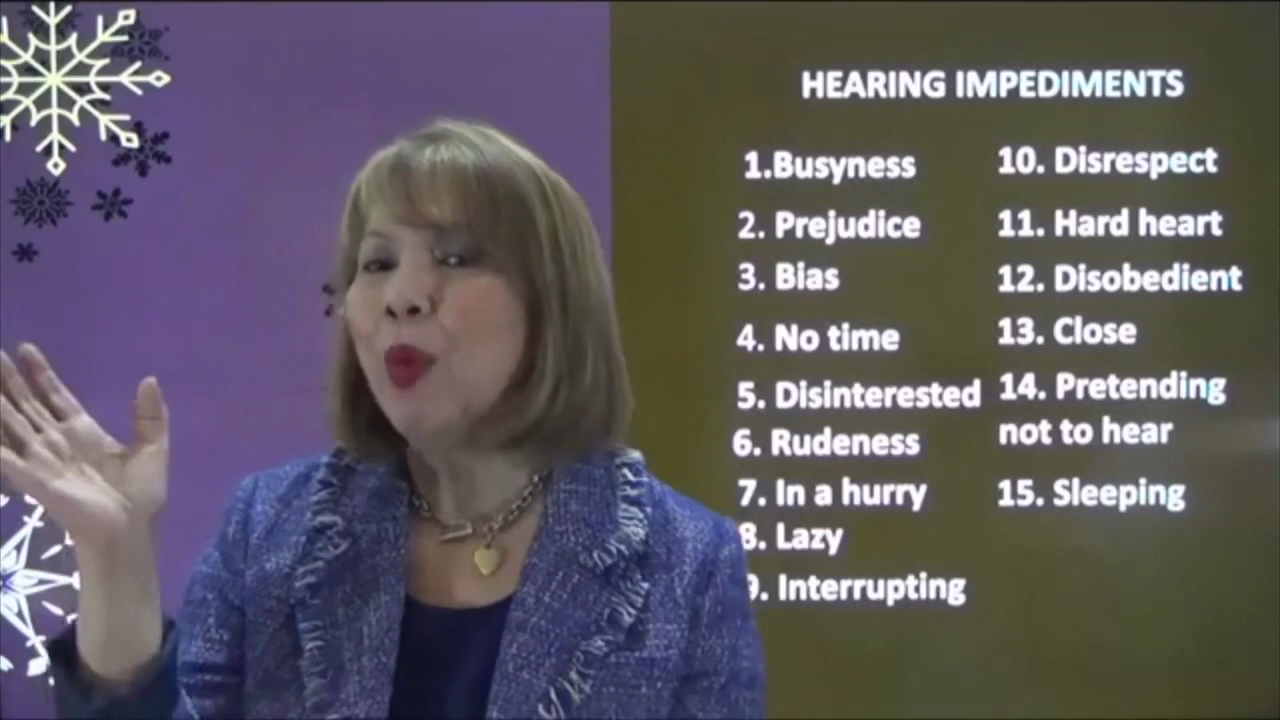 HEARING IMPEDIMENTS
1.Busyness
2. Prejudice
3. Bias
4. No time
5. Disinterested
6. Rudeness
7. In a hurry
8. Lazy
9. Interrupting
10. Disrespect
11. Hard heart
12. Disobedient
13. Close
14. Pretending
not to hear
15. Sleeping